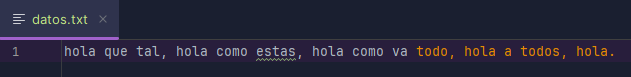 datos.txt
1 hola que tal, hola como estas, hola como va todo, hola a todos, hola.